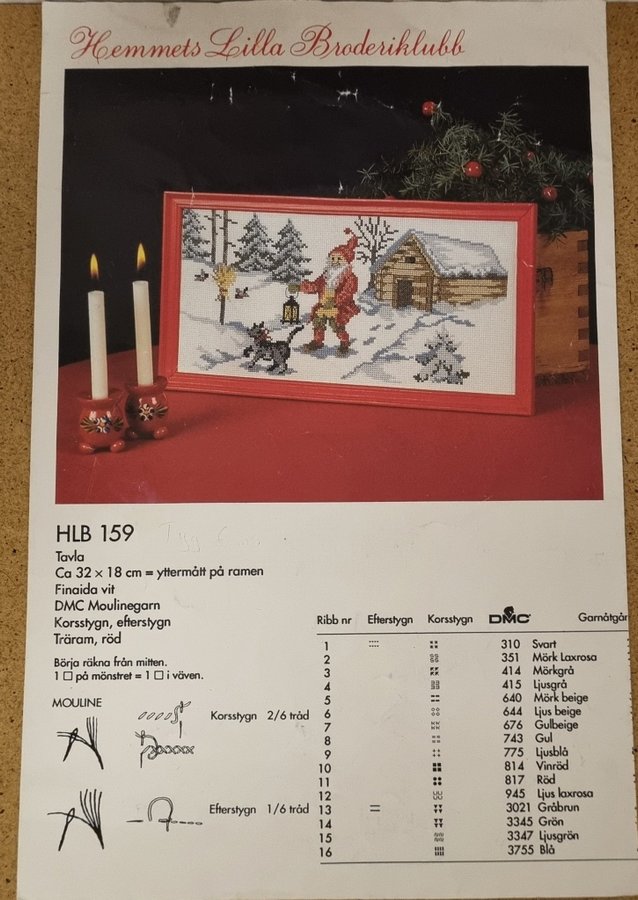 Hemmets Lilla Broderiklubb
HLB 159
Tavla
Ca 32 × 18 cm = yttermått på ramen
Finaida vit
DMC Moulinegarn
Korsstygn, efterstygn
Träram, röd
Börja räkna från mitten.
1 □ på mönstret = 1 □ i väven.
MOULINE
Korsstygn 2/6 tråd
Efterstygn 1/6 tråd
Ribb nr Efterstygn Korsstygn DMC Garnåtgån
1 310 Svart
2 351 Mörk Laxrosa
3 414 Mörkgrå
4 415 Ljusgrå
5 640 Mörk beige
6 644 Ljus beige
7 676 Gulbeige
8 743 Gul
9 775 Ljusblå
10 814 Vinröd
11 817 Röd
12 945 Ljus laxrosa
13 3021 Gråbrun
14 3345 Grön
15 3347 Ljusgrön
16 3755 Blå